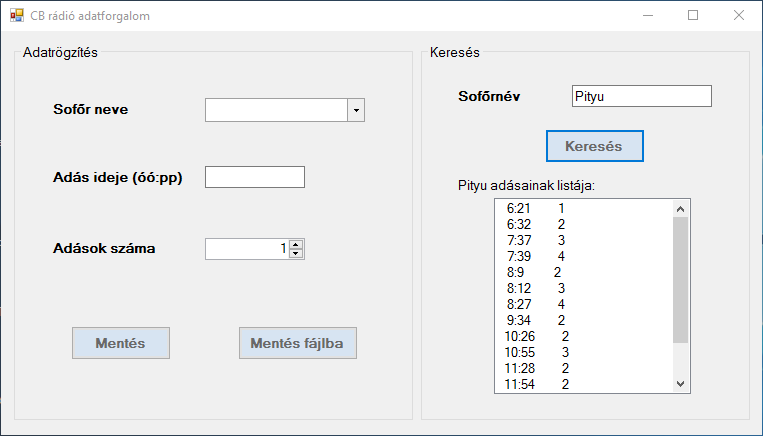 CB rádió adatforgalom
Adatrögzítés
Sofőr neve
Adás ideje (óó:pp)
Adások száma
1
Mentés
Mentés fájlba
Keresés
Sofőrnév
Pityu
Keresés
Pityu adásainak listája:
6:21 1
6:32 2
7:37 3
7:39 4
8:9 2
8:12 3
8:27 4
9:34 2
10:26 2
10:55 3
11:28 2
11:54 2